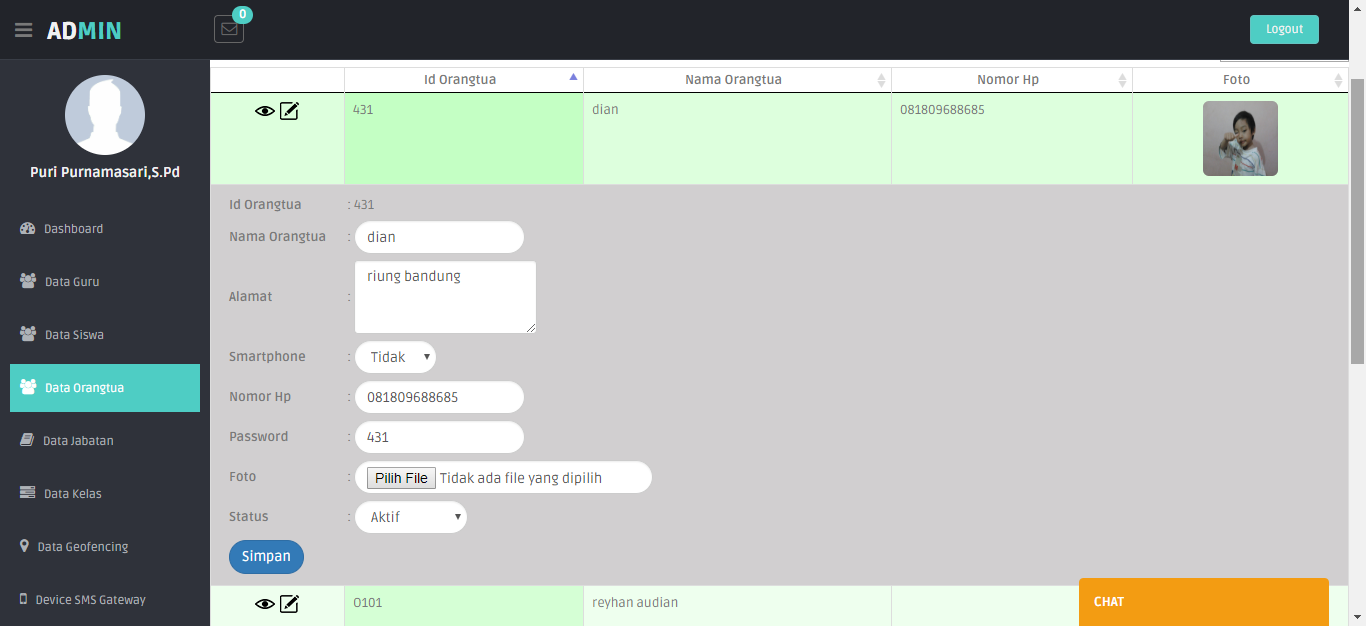 ADMIN
0
Logout
Puri Purnamasari,S.Pd
Dashboard
Data Guru
Data Siswa
Data Orangtua
Data Jabatan
Data Kelas
Data Geofencing
Device SMS Gateway
Id Orangtua Nama Orangtua Nomor Hp Foto
431 dian 081809688685
Id Orangtua : 431
Nama Orangtua : dian
Alamat : riung bandung
Smartphone : Tidak
Nomor Hp : 081809688685
Password : 431
Foto : Pilih File Tidak ada file yang dipilih
Status : Aktif
Simpan
0101 reyhan audian
CHAT